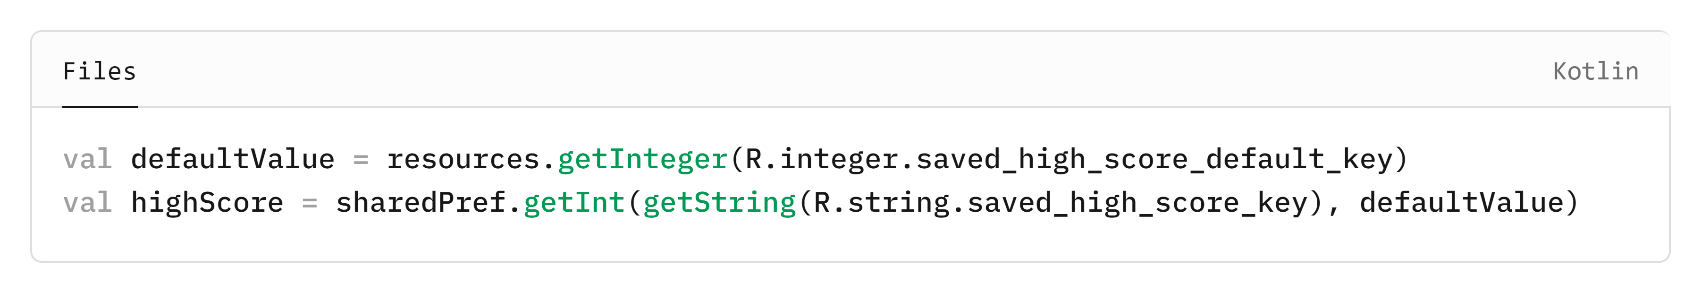 Files
Kotlin
val defaultValue = resources.getInteger(R.integer.saved_high_score_default_key)
val highScore = sharedPref.getInt(getString(R.string.saved_high_score_key), defaultValue)